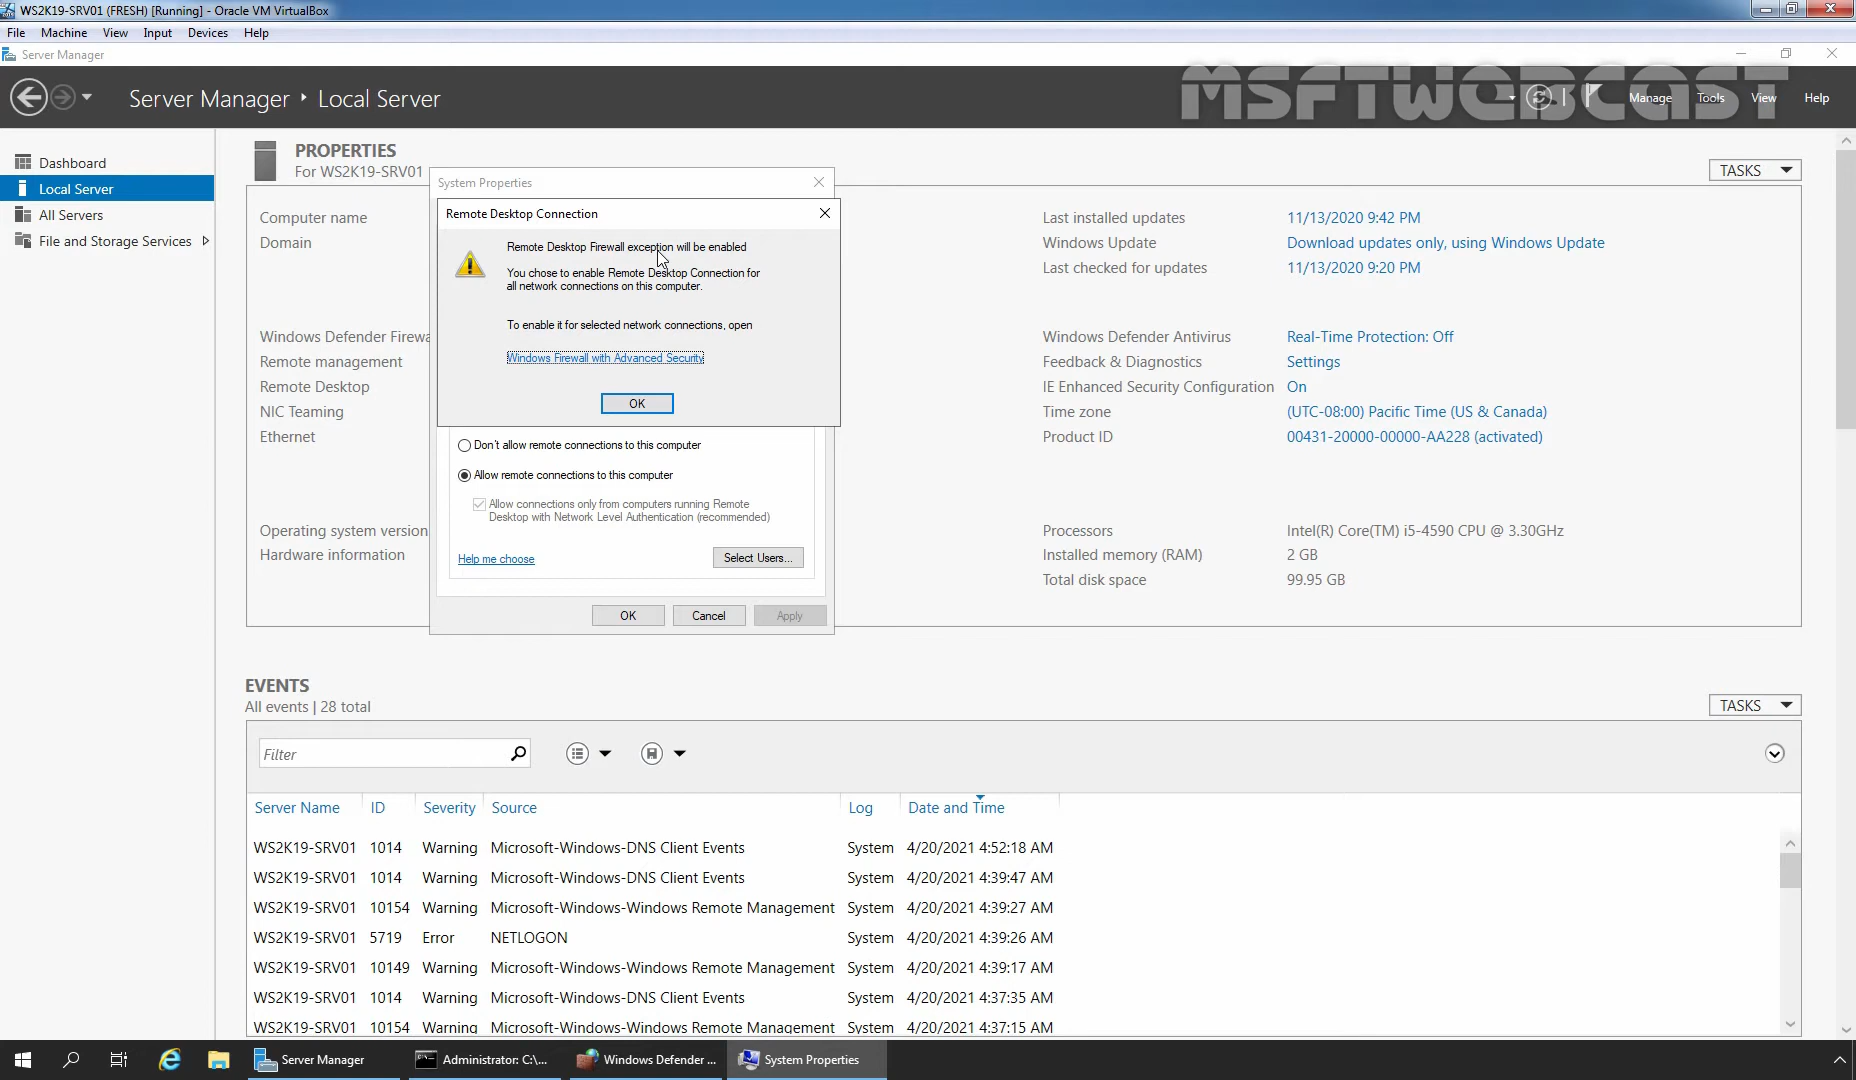 WS2K19-SRV01 (FRESH) [Running] - Oracle VM VirtualBox
File Machine View Input Devices Help
Server Manager
Server Manager ‣ Local Server
MSFTWEBCAST
Manage Tools View Help
Dashboard
Local Server
All Servers
File and Storage Services
PROPERTIES
For WS2K19-SRV01
TASKS
Computer name
Domain
Windows Defender Firewa
Remote management
Remote Desktop
NIC Teaming
Ethernet
Operating system version
Hardware information
System Properties
Remote Desktop Connection
Remote Desktop Firewall exception will be enabled
You chose to enable Remote Desktop Connection for
all network connections on this computer.
To enable it for selected network connections, open
Windows Firewall with Advanced Security
OK
Don't allow remote connections to this computer
Allow remote connections to this computer
Allow connections only from computers running Remote
Desktop with Network Level Authentication (recommended)
Help me choose
Select Users...
OK Cancel Apply
Last installed updates 11/13/2020 9:42 PM
Windows Update Download updates only, using Windows Update
Last checked for updates 11/13/2020 9:20 PM
Windows Defender Antivirus Real-Time Protection: Off
Feedback & Diagnostics Settings
IE Enhanced Security Configuration On
Time zone (UTC-08:00) Pacific Time (US & Canada)
Product ID 00431-20000-00000-AA228 (activated)
Processors Intel(R) Core(TM) i5-4590 CPU @ 3.30GHz
Installed memory (RAM) 2 GB
Total disk space 99.95 GB
EVENTS
All events | 28 total
TASKS
Filter
Server Name ID Severity Source Log Date and Time
WS2K19-SRV01 1014 Warning Microsoft-Windows-DNS Client Events System 4/20/2021 4:52:18 AM
WS2K19-SRV01 1014 Warning Microsoft-Windows-DNS Client Events System 4/20/2021 4:39:47 AM
WS2K19-SRV01 10154 Warning Microsoft-Windows-Windows Remote Management System 4/20/2021 4:39:27 AM
WS2K19-SRV01 5719 Error NETLOGON System 4/20/2021 4:39:26 AM
WS2K19-SRV01 10149 Warning Microsoft-Windows-Windows Remote Management System 4/20/2021 4:39:17 AM
WS2K19-SRV01 1014 Warning Microsoft-Windows-DNS Client Events System 4/20/2021 4:37:35 AM
WS2K19-SRV01 10154 Warning Microsoft-Windows-Windows Remote Management System 4/20/2021 4:37:15 AM
Server Manager Administrator: C:\... Windows Defender ... System Properties